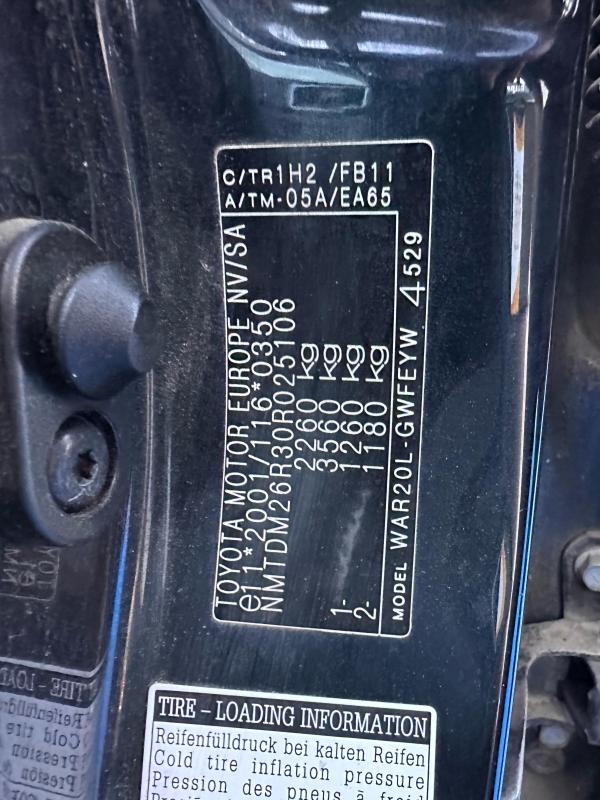 C/TR1H2 /FB11
A/TM-05A/EA65
TOYOTA MOTOR EUROPE NV/SA
e11*2001/116*0350
NMTDM26R30R025106
2260 kg
3560 kg
1- 1260 kg
2- 1180 kg
MODEL WAR20L-GWFEYW 4529
TIRE – LOADING INFORMATION
Reifenfülldruck bei kalten Reifen
Cold tire inflation pressure
Pression des pneus à froid